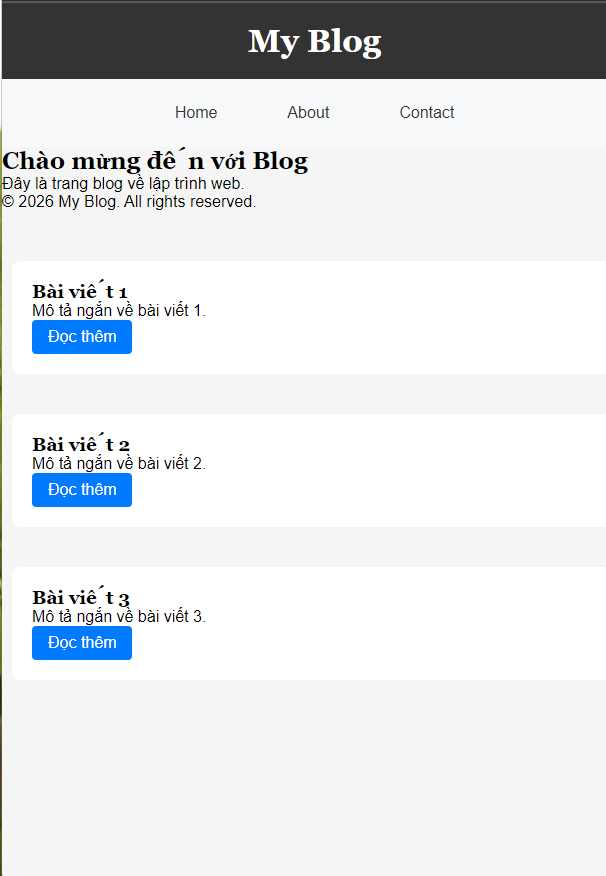 My Blog
Home About Contact
Chào mừng đến với Blog
Đây là trang blog về lập trình web.
© 2026 My Blog. All rights reserved.
Bài viết 1
Mô tả ngắn về bài viết 1.
Đọc thêm
Bài viết 2
Mô tả ngắn về bài viết 2.
Đọc thêm
Bài viết 3
Mô tả ngắn về bài viết 3.
Đọc thêm